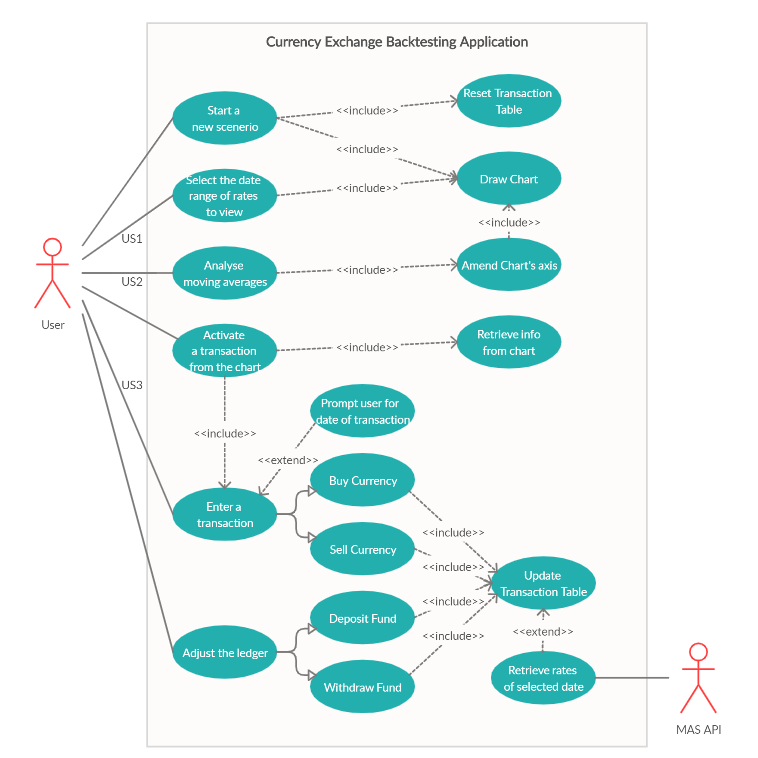 Currency Exchange Backtesting Application
Start a
new scenerio
<<include>>
Reset Transaction
Table
<<include>>
Select the date
range of rates
to view
<<include>>
Draw Chart
US1
<<include>>
Analyse
moving averages
<<include>>
Amend Chart's axis
US2
User
Activate
a transaction
from the chart
<<include>>
Retrieve info
from chart
US3
Prompt user for
date of transaction
<<include>>
<<extend>>
Buy Currency
Enter a
transaction
<<include>>
Sell Currency
<<include>>
Update
Transaction Table
<<include>>
Deposit Fund
<<include>>
<<extend>>
Adjust the ledger
Withdraw Fund
Retrieve rates
of selected date
MAS API